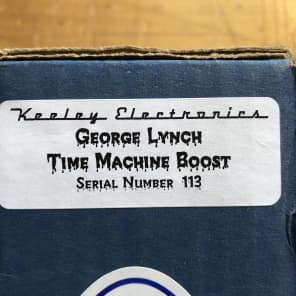 Keeley Electronics
George Lynch
Time Machine Boost
Serial Number 113